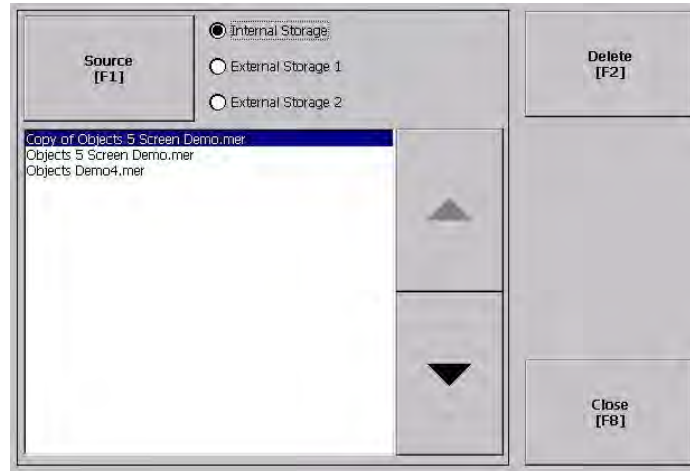 Source
[F1]
Internal Storage
External Storage 1
External Storage 2
Delete
[F2]
Copy of Objects 5 Screen Demo.mer
Objects 5 Screen Demo.mer
Objects Demo4.mer
Close
[F8]